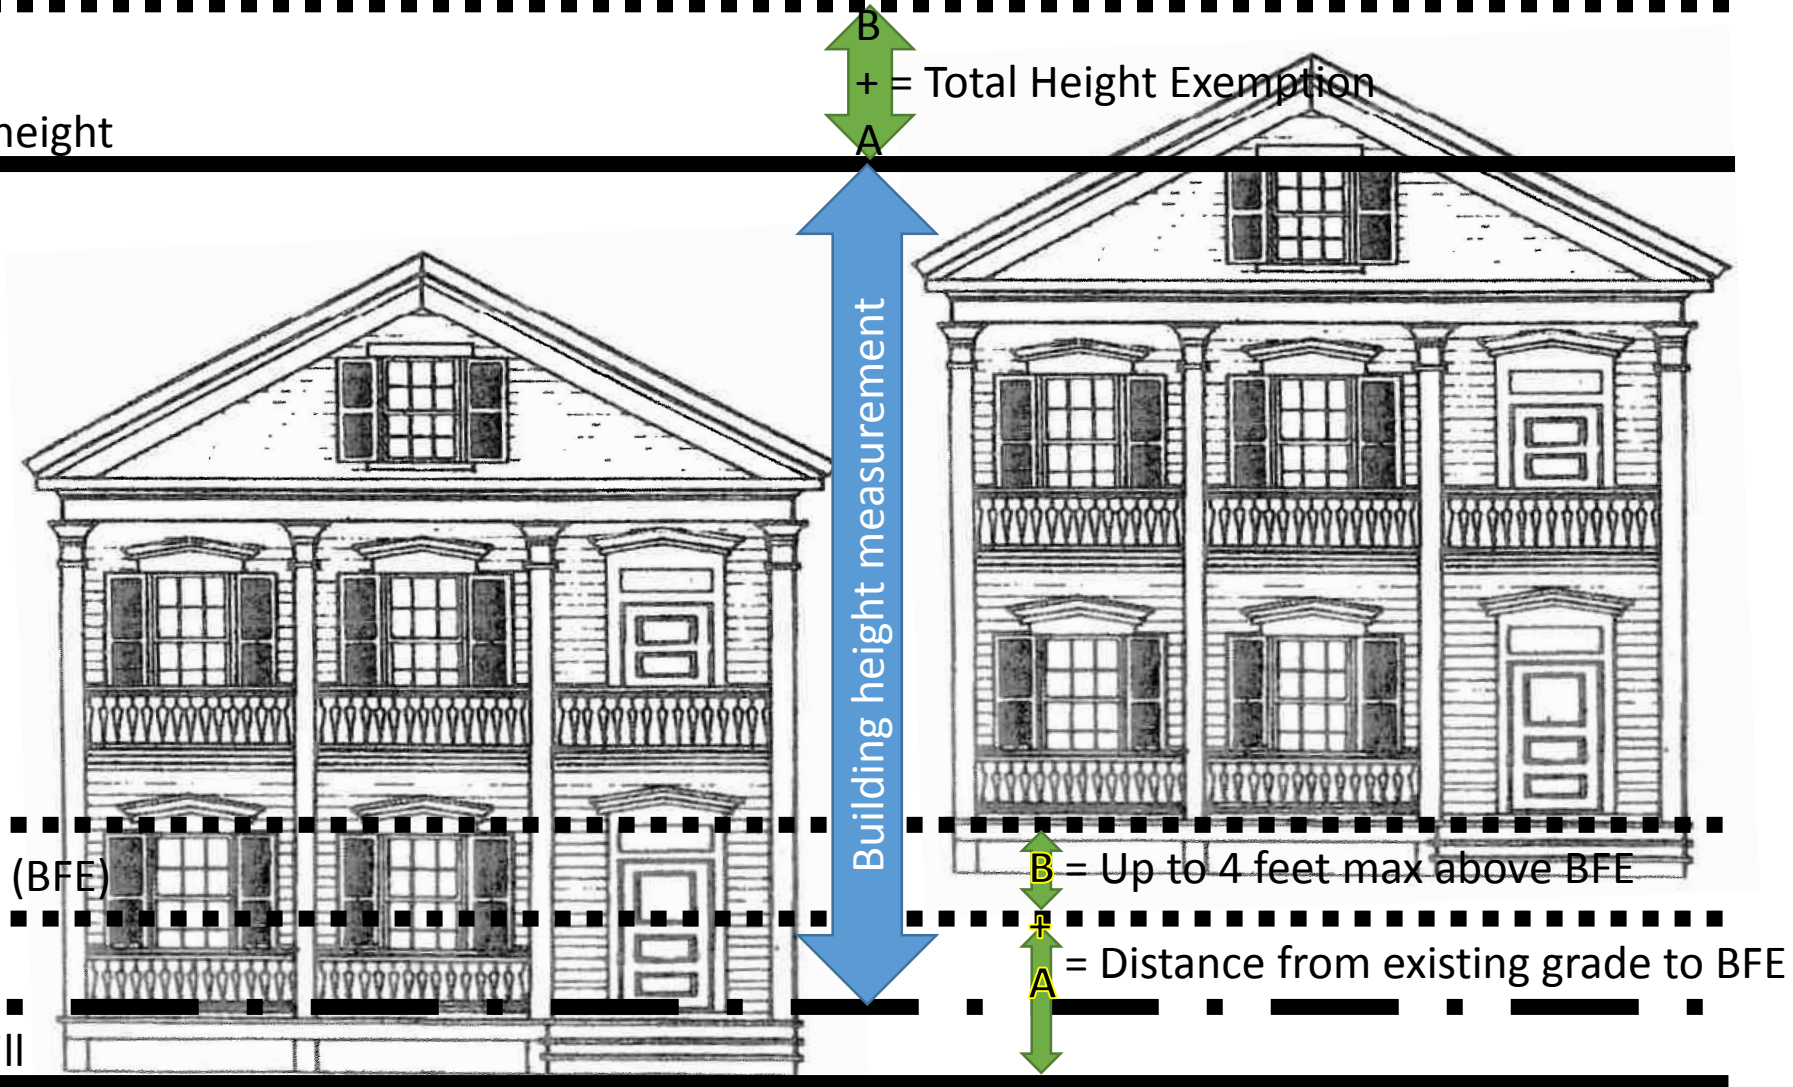 B
+ = Total Height Exemption
height
A
Building height measurement
(BFE)
B = Up to 4 feet max above BFE
+
A = Distance from existing grade to BFE
ll